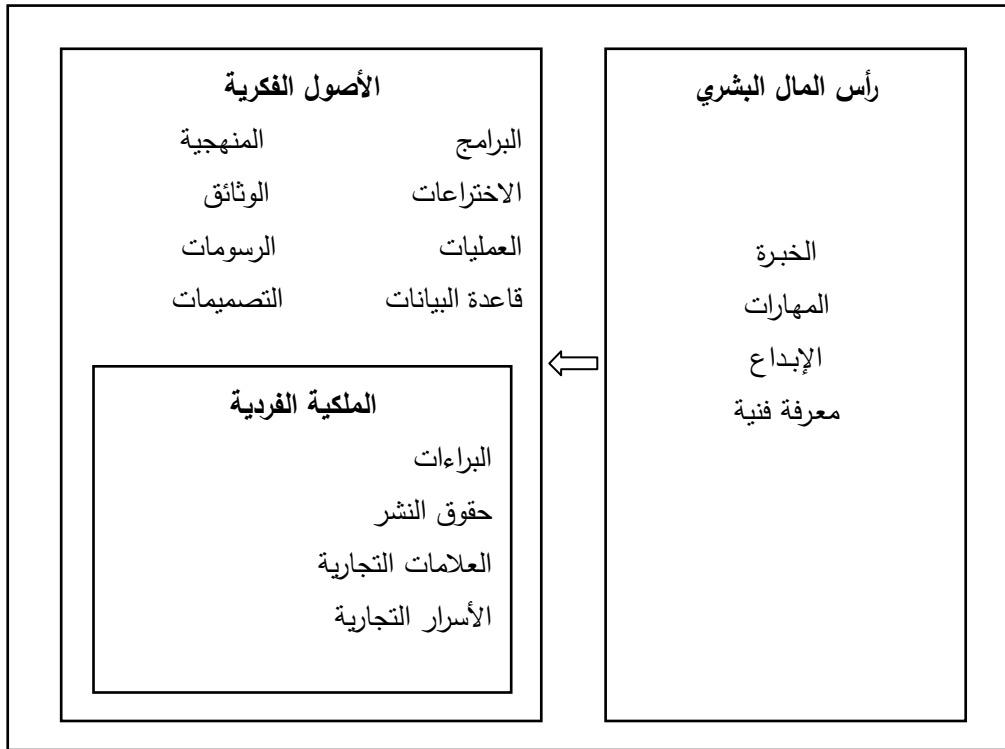 رأس المال البشري
الخبرة
المهارات
الإبداع
معرفة فنية
الأصول الفكرية
البرامج المنهجية
الاختراعات الوثائق
العمليات الرسومات
قاعدة البيانات التصميمات
الملكية الفردية
البراءات
حقوق النشر
العلامات التجارية
الأسرار التجارية